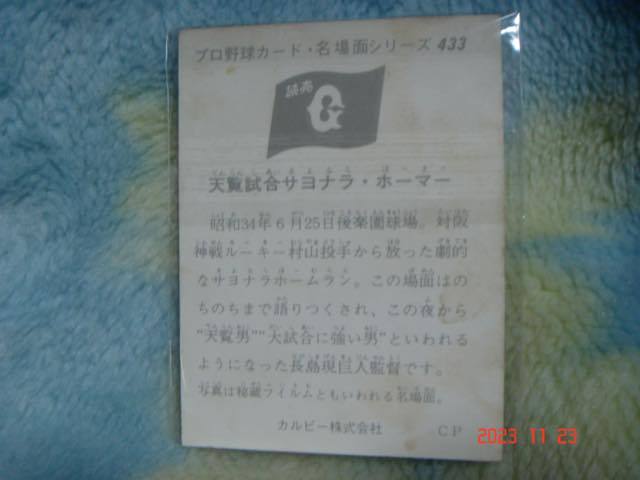 プロ野球カード・名場面シリーズ 433
読売
G
天覧試合サヨナラ・ホーマー
昭和34年6月25日後楽園球場。対阪
神戦ルーキー村山投手から放った劇的
なサヨナラホームラン。この場面はの
ちのちまで語りつくされ、この夜から
"天覧男""大試合に強い男"といわれる
ようになった長島現巨人監督です。
写真は秘蔵フイルムともいわれる名場面。
カルビー株式会社 CP
2023 11 23